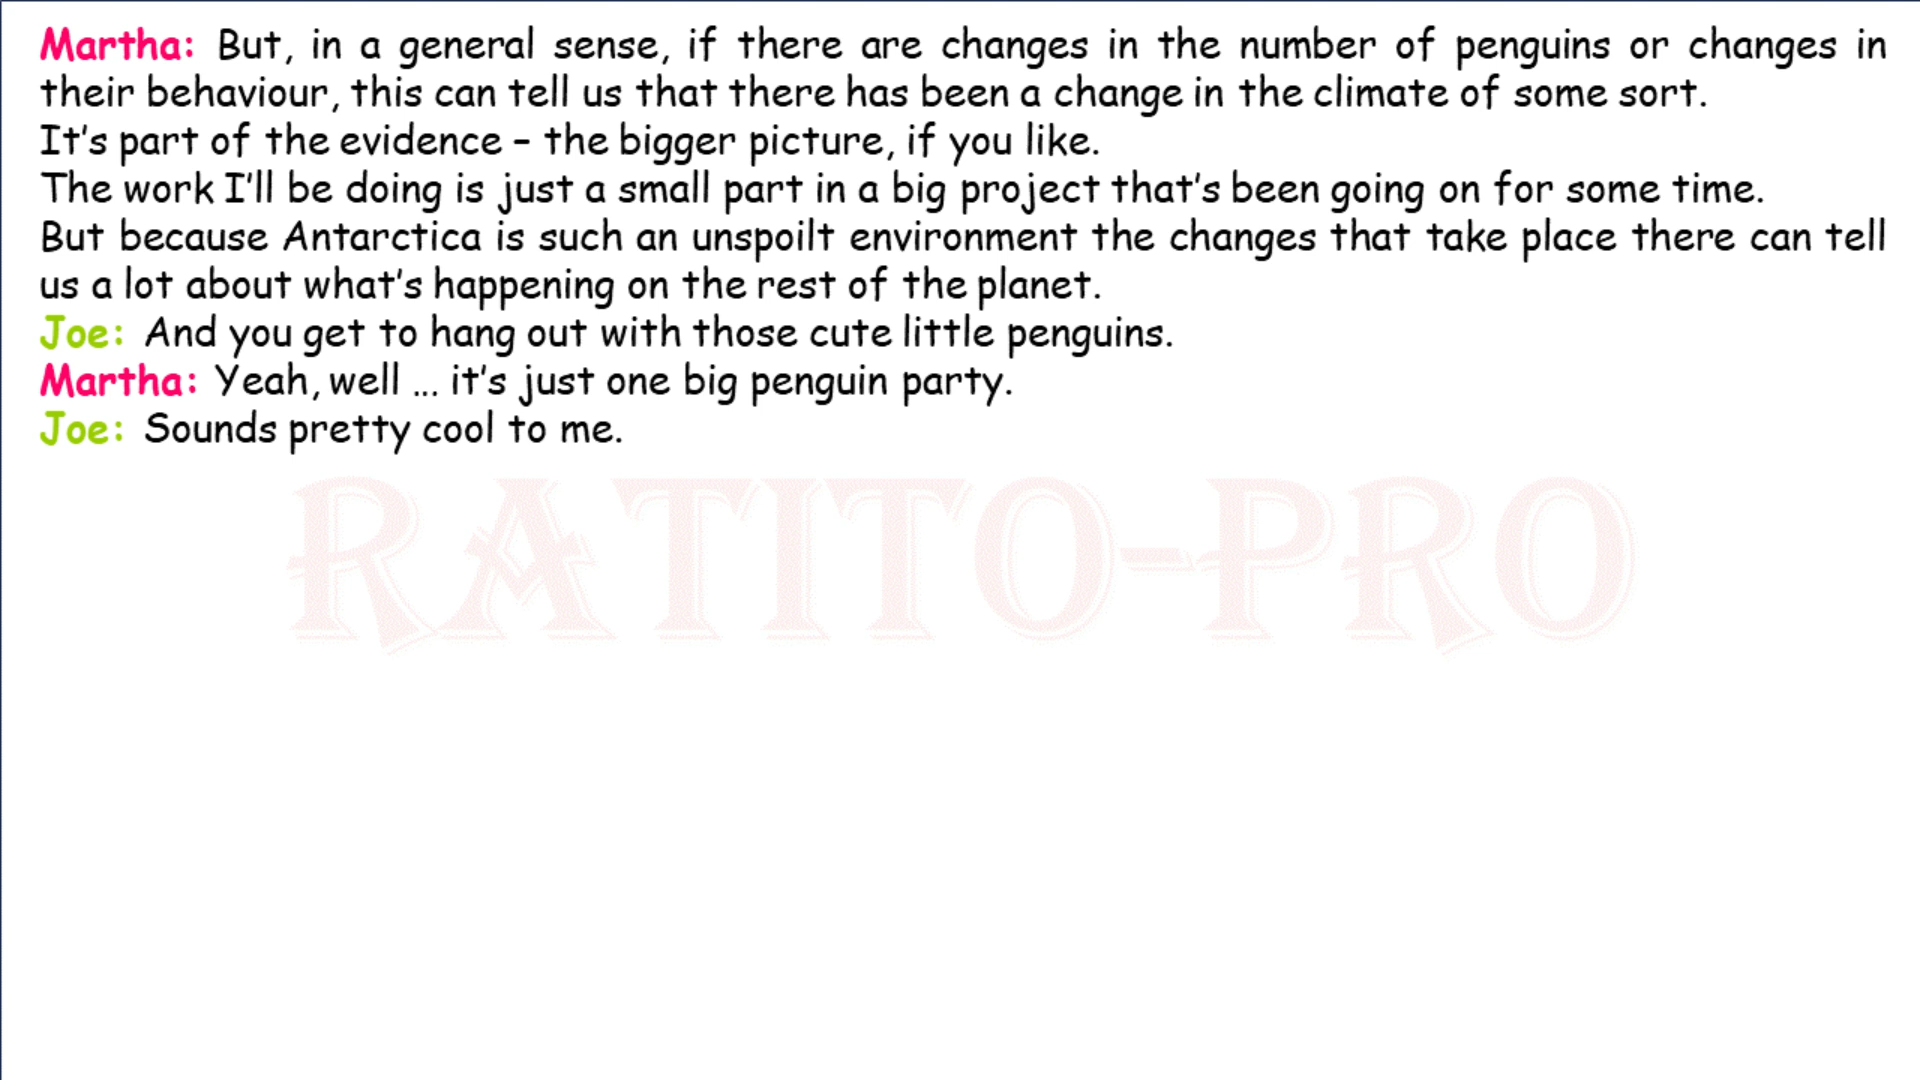 Martha: But, in a general sense, if there are changes in the number of penguins or changes in
their behaviour, this can tell us that there has been a change in the climate of some sort.
It's part of the evidence – the bigger picture, if you like.
The work I'll be doing is just a small part in a big project that's been going on for some time.
But because Antarctica is such an unspoilt environment the changes that take place there can tell
us a lot about what's happening on the rest of the planet.
Joe: And you get to hang out with those cute little penguins.
Martha: Yeah, well … it's just one big penguin party.
Joe: Sounds pretty cool to me.
RATITO-PRO